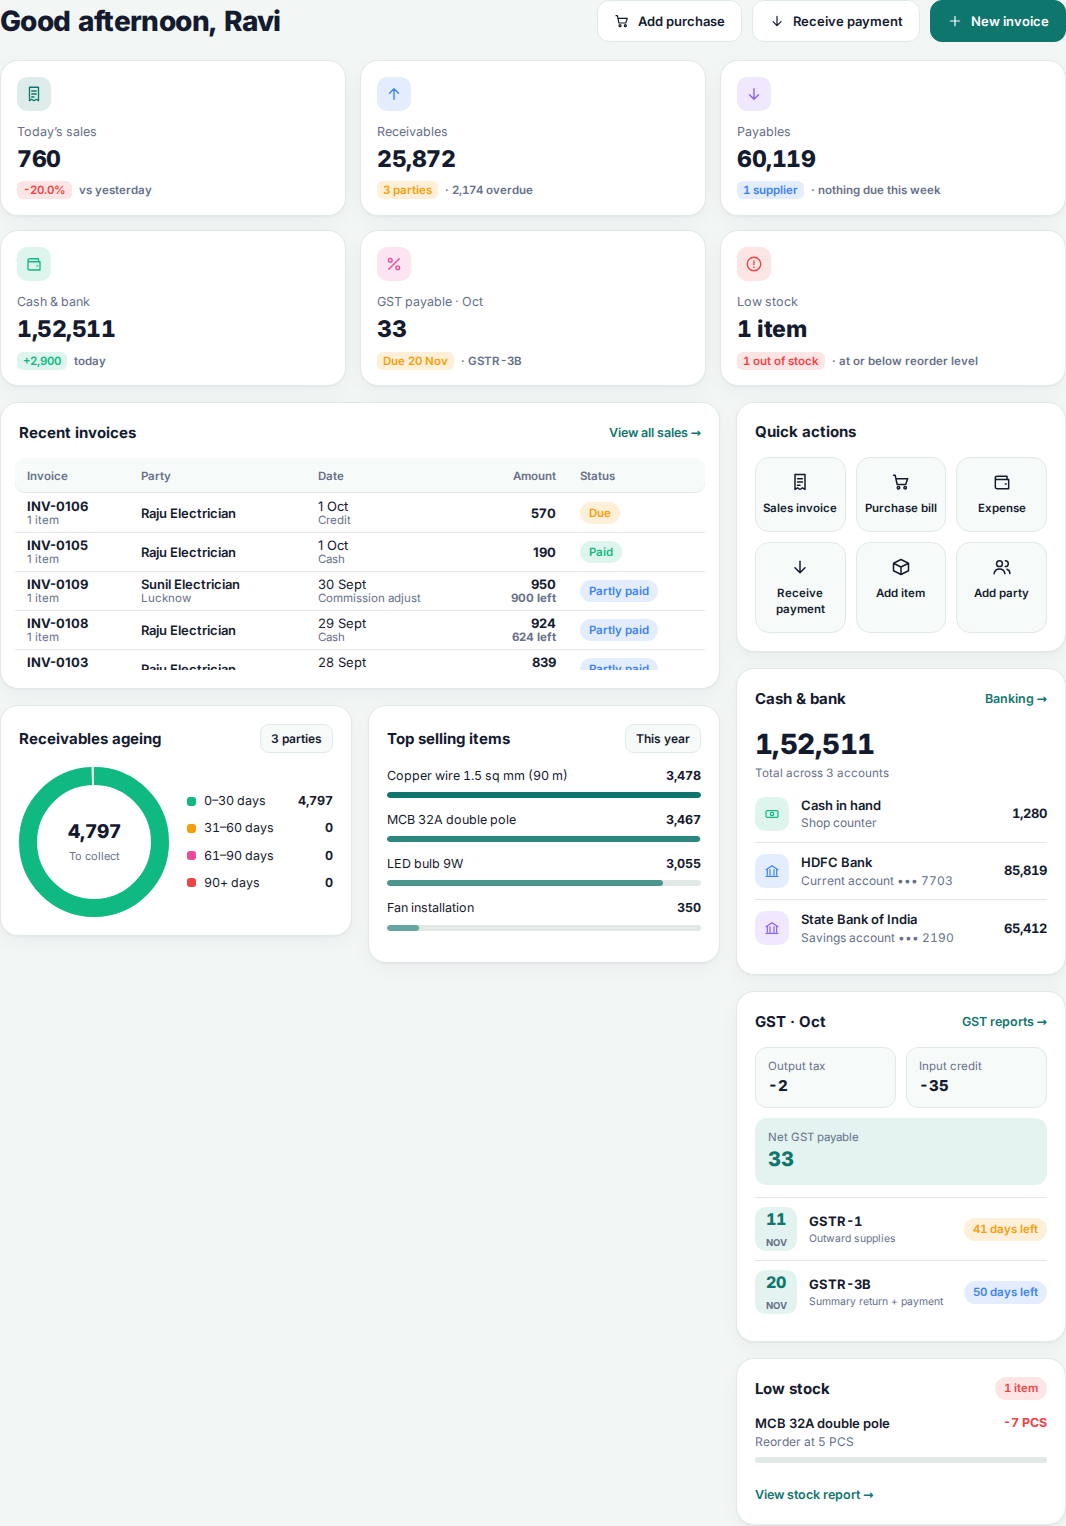 Good afternoon, Ravi
Add purchase
Receive payment
New invoice
Today's sales
760
-20.0% vs yesterday
Receivables
25,872
3 parties · 2,174 overdue
Payables
60,119
1 supplier · nothing due this week
Cash & bank
1,52,511
+2,900 today
GST payable · Oct
33
Due 20 Nov · GSTR-3B
Low stock
1 item
1 out of stock · at or below reorder level
Recent invoices
View all sales →
Invoice Party Date Amount Status
INV-0106 Raju Electrician 1 Oct 570 Due
1 item Credit
INV-0105 Raju Electrician 1 Oct 190 Paid
1 item Cash
INV-0109 Sunil Electrician 30 Sept 950 Partly paid
1 item Lucknow Commission adjust 900 left
INV-0108 Raju Electrician 29 Sept 924 Partly paid
1 item Cash 624 left
INV-0103 Raju Electrician 28 Sept 839 Partly paid
Quick actions
Sales invoice
Purchase bill
Expense
Receive
payment
Add item
Add party
Receivables ageing
3 parties
4,797
To collect
0–30 days 4,797
31–60 days 0
61–90 days 0
90+ days 0
Top selling items
This year
Copper wire 1.5 sq mm (90 m) 3,478
MCB 32A double pole 3,467
LED bulb 9W 3,055
Fan installation 350
Cash & bank
Banking →
1,52,511
Total across 3 accounts
Cash in hand 1,280
Shop counter
HDFC Bank 85,819
Current account ••• 7703
State Bank of India 65,412
Savings account ••• 2190
GST · Oct
GST reports →
Output tax
-2
Input credit
-35
Net GST payable
33
11 NOV
GSTR-1
Outward supplies
41 days left
20 NOV
GSTR-3B
Summary return + payment
50 days left
Low stock
1 item
MCB 32A double pole -7 PCS
Reorder at 5 PCS
View stock report →